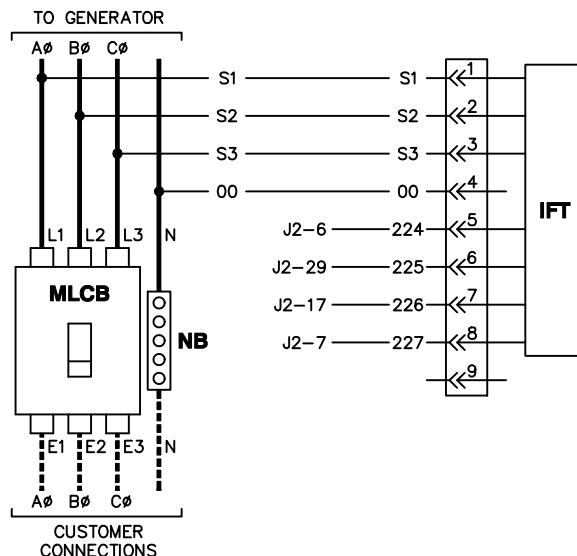 TO GENERATOR
AØ BØ CØ
S1 S1 1
S2 S2 2
S3 S3 3
00 00 4
IFT
L1 L2 L3 N J2-6 224 5
J2-29 225 6
MLCB
J2-17 226 7
NB
J2-7 227 8
9
E1 E2 E3 N
AØ BØ CØ
CUSTOMER
CONNECTIONS